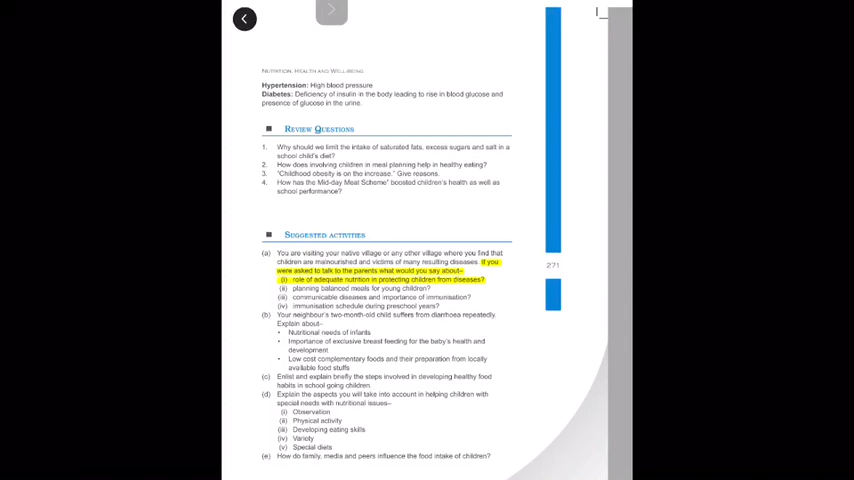 NUTRITION, HEALTH AND WELL-BEING
Hypertension: High blood pressure
Diabetes: Deficiency of insulin in the body leading to rise in blood glucose and
presence of glucose in the urine.
REVIEW QUESTIONS
1. Why should we limit the intake of saturated fats, excess sugars and salt in a
school child's diet?
2. How does involving children in meal planning help in healthy eating?
3. "Childhood obesity is on the increase." Give reasons.
4. How has the Mid-day Meal Scheme' boosted children's health as well as
school performance?
SUGGESTED ACTIVITIES
(a) You are visiting your native village or any other village where you find that
children are malnourished and victims of many resulting diseases. If you
were asked to talk to the parents what would you say about–
(i) role of adequate nutrition in protecting children from diseases?
(ii) planning balanced meals for young children?
(iii) communicable diseases and importance of immunisation?
(iv) immunisation schedule during preschool years?
(b) Your neighbour's two-month-old child suffers from diarrhoea repeatedly.
Explain about–
• Nutritional needs of infants
• Importance of exclusive breast feeding for the baby's health and
development
• Low cost complementary foods and their preparation from locally
available food stuffs
(c) Enlist and explain briefly the steps involved in developing healthy food
habits in school going children
(d) Explain the aspects you will take into account in helping children with
special needs with nutritional issues–
(i) Observation
(ii) Physical activity
(iii) Developing eating skills
(iv) Variety
(v) Special diets
(e) How do family, media and peers influence the food intake of children?
271